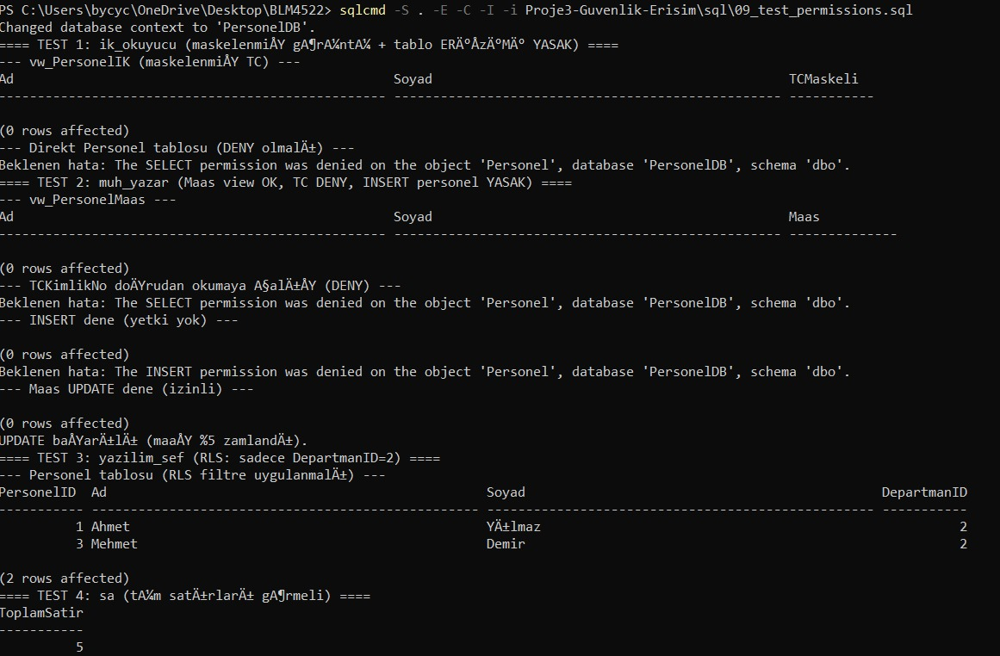 PS C:\Users\bycyc\OneDrive\Desktop\BLM4522> sqlcmd -S . -E -C -I -i Proje3-Guvenlik-Erisim\sql\09_test_permissions.sql
Changed database context to 'PersonelDB'.
==== TEST 1: ik_okuyucu (maskelenmiÅŸ gÃ¶rÃ¼ntÃ¼ + tablo ERÄ°ÅžÄ°MÄ° YASAK) ====
--- vw_PersonelIK (maskelenmiÅŸ TC) ---
Ad Soyad TCMaskeli
-------------------------------------------------- -------------------------------------------------- -----------

(0 rows affected)
--- Direkt Personel tablosu (DENY olmalÄ±) ---
Beklenen hata: The SELECT permission was denied on the object 'Personel', database 'PersonelDB', schema 'dbo'.
==== TEST 2: muh_yazar (Maas view OK, TC DENY, INSERT personel YASAK) ====
--- vw_PersonelMaas ---
Ad Soyad Maas
-------------------------------------------------- -------------------------------------------------- --------------

(0 rows affected)
--- TCKimlikNo doÄŸrudan okumaya Ã§alÄ±ÅŸ (DENY) ---
Beklenen hata: The SELECT permission was denied on the object 'Personel', database 'PersonelDB', schema 'dbo'.
--- INSERT dene (yetki yok) ---

(0 rows affected)
Beklenen hata: The INSERT permission was denied on the object 'Personel', database 'PersonelDB', schema 'dbo'.
--- Maas UPDATE dene (izinli) ---

(0 rows affected)
UPDATE baÅŸarÄ±lÄ± (maaÅŸ %5 zamlandÄ±).
==== TEST 3: yazilim_sef (RLS: sadece DepartmanID=2) ====
--- Personel tablosu (RLS filtre uygulanmalÄ±) ---
PersonelID Ad Soyad DepartmanID
----------- -------------------------------------------------- -------------------------------------------------- -----------
1 Ahmet YÄ±lmaz 2
3 Mehmet Demir 2

(2 rows affected)
==== TEST 4: sa (tÃ¼m satÄ±rlarÄ± gÃ¶rmeli) ====
ToplamSatir
-----------
5